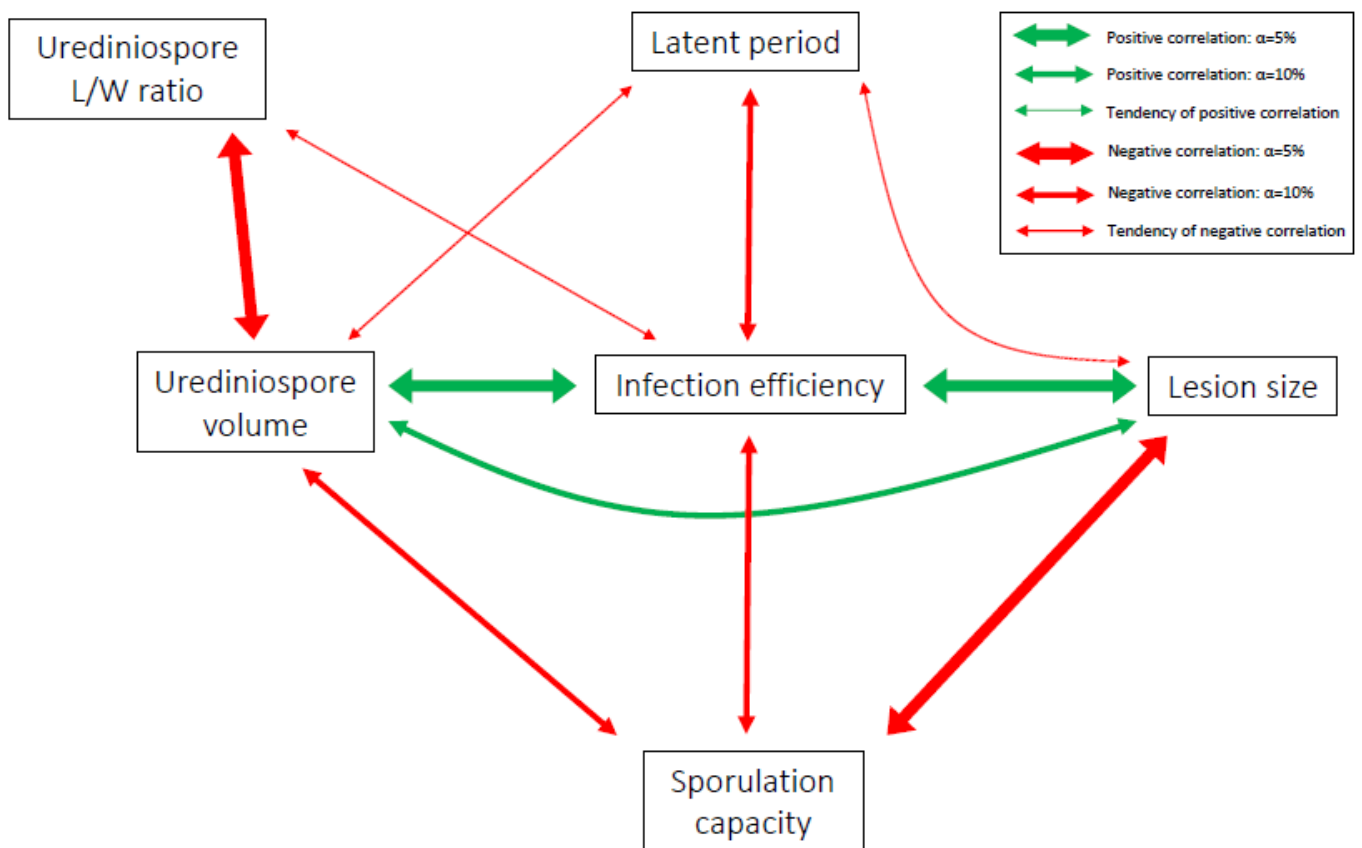 Urediniospore
L/W ratio
Latent period
Positive correlation: α=5%
Positive correlation: α=10%
Tendency of positive correlation
Negative correlation: α=5%
Negative correlation: α=10%
Tendency of negative correlation
Urediniospore
volume
Infection efficiency
Lesion size
Sporulation
capacity